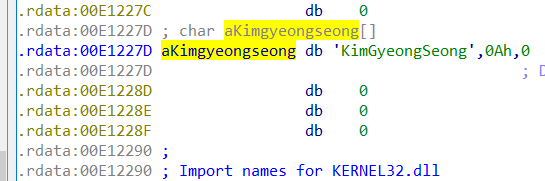 .rdata:00E1227C db 0
.rdata:00E1227D ; char aKimgyeongseong[]
.rdata:00E1227D aKimgyeongseong db 'KimGyeongSeong',0Ah,0
.rdata:00E1227D ; D
.rdata:00E1228D db 0
.rdata:00E1228E db 0
.rdata:00E1228F db 0
.rdata:00E12290 ;
.rdata:00E12290 ; Import names for KERNEL32.dll